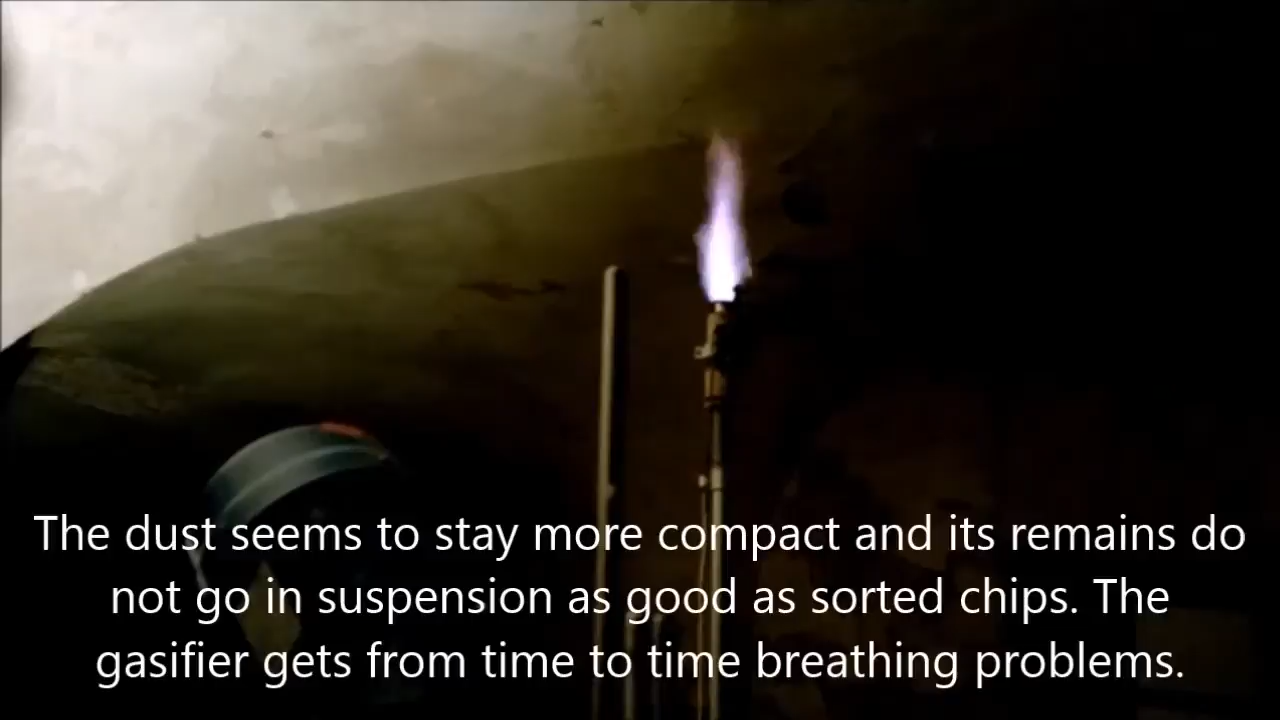 The dust seems to stay more compact and its remains do
not go in suspension as good as sorted chips. The
gasifier gets from time to time breathing problems.